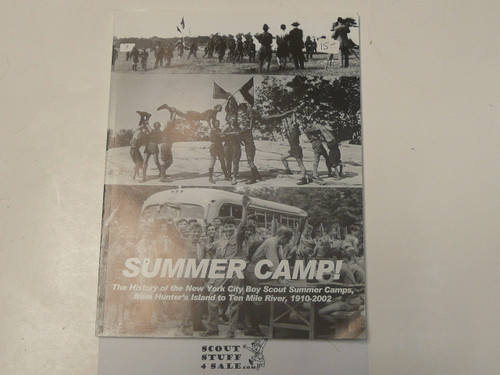 15-
SUMMER CAMP!
The History of the New York City Boy Scout Summer Camps,
from Hunter's Island to Ten Mile River, 1910-2002
SCOUT
STUFF
4 SALE.com